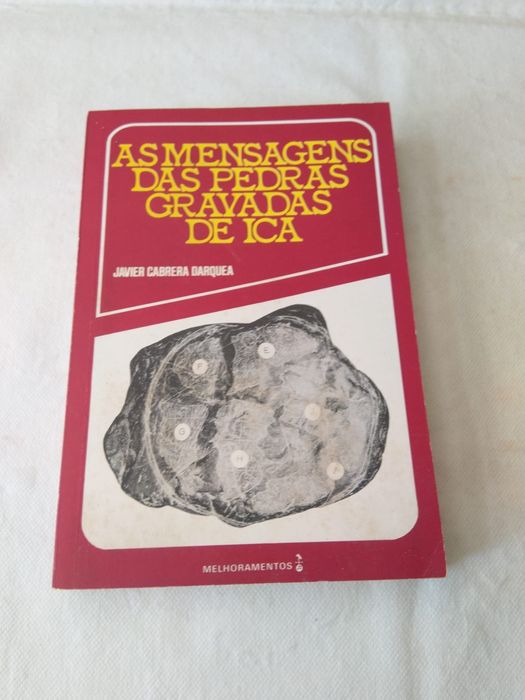 AS MENSAGENS
DAS PEDRAS
GRAVADAS
DE ICA
JAVIER CABRERA DARQUEA
F
E
G
H
MELHORAMENTOS